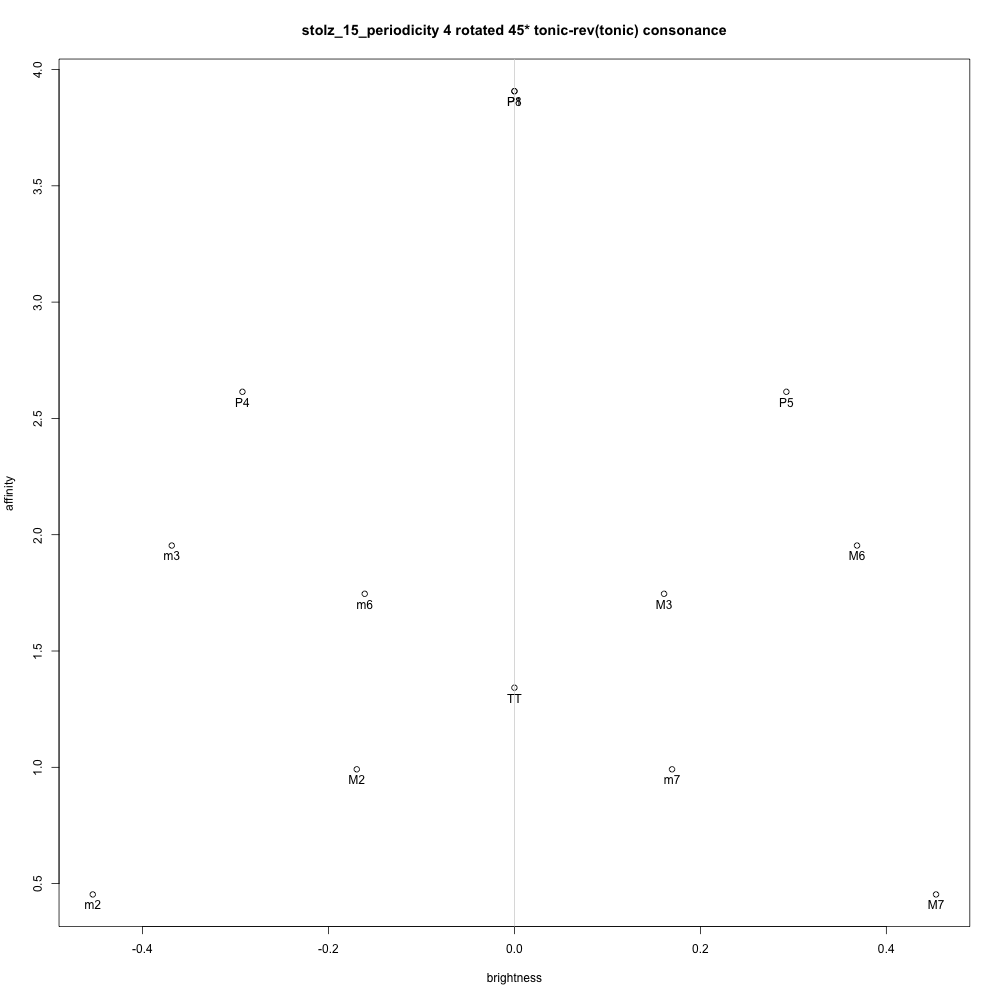 stolz_15_periodicity 4 rotated 45* tonic-rev(tonic) consonance
4.0
3.5
3.0
2.5
2.0
1.5
1.0
0.5
affinity
P4
P5
m3
M6
m6
M3
TT
M2
m7
m2
M7
-0.4 -0.2 0.0 0.2 0.4
brightness